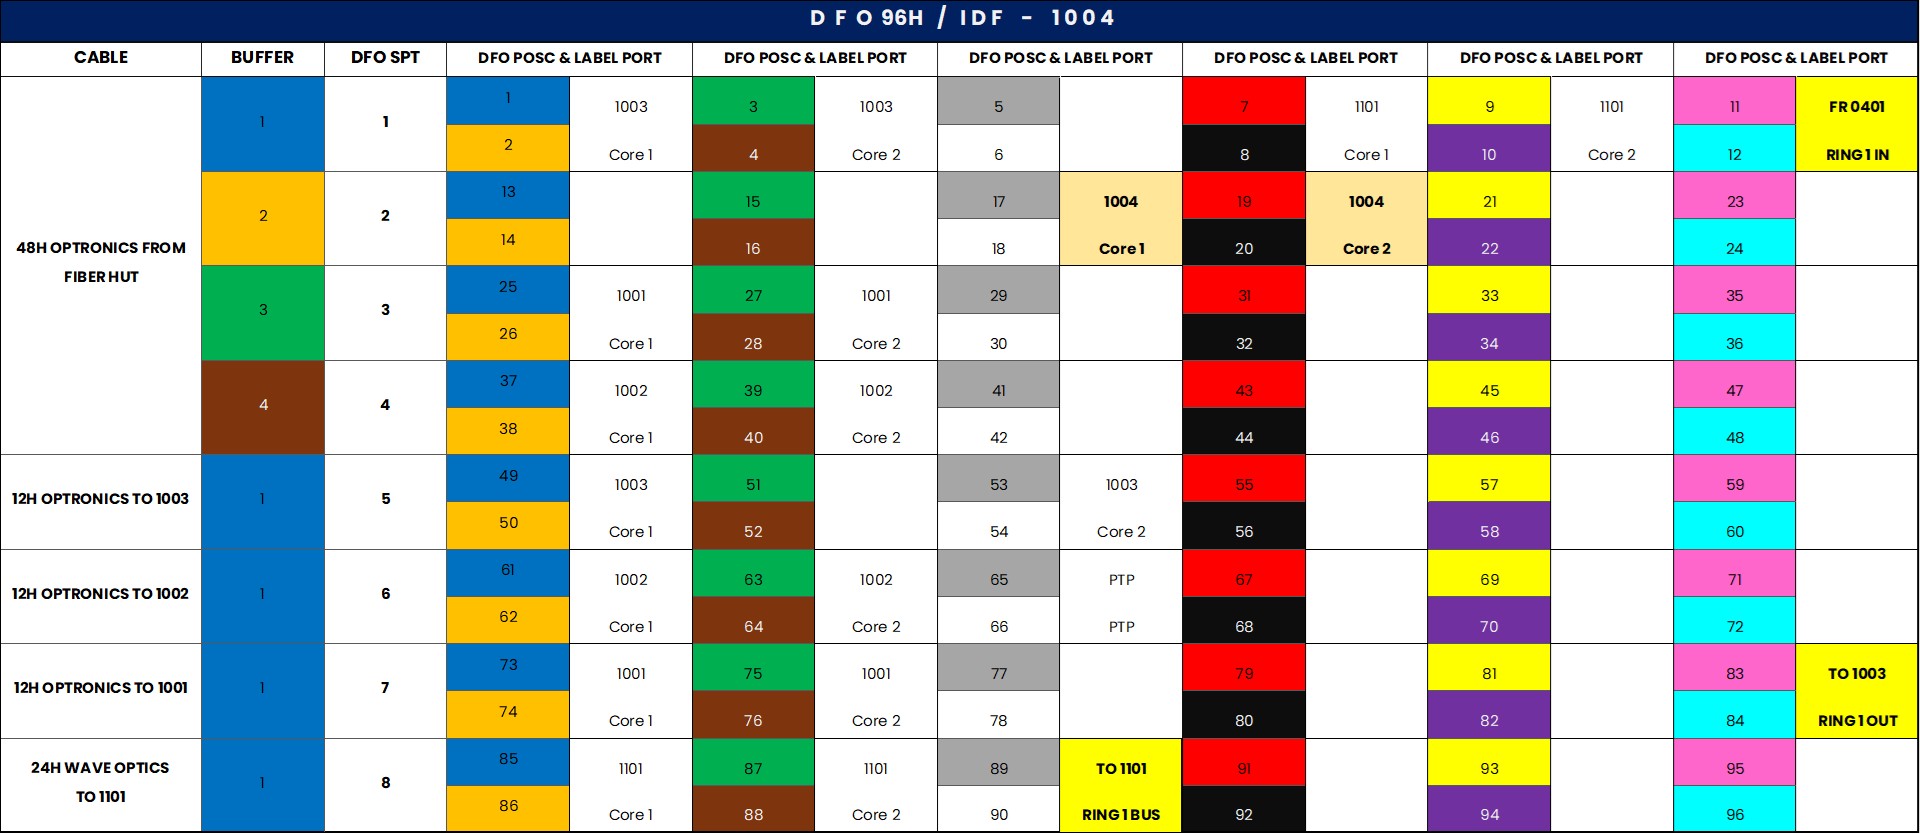 DFO 96H / IDF - 1004
CABLE BUFFER DFO SPT DFO POSC & LABEL PORT DFO POSC & LABEL PORT DFO POSC & LABEL PORT DFO POSC & LABEL PORT DFO POSC & LABEL PORT DFO POSC & LABEL PORT
48H OPTRONICS FROM
FIBER HUT
1 1
1 1003 3 1003 5 7 1101 9 1101 11 FR 0401
2 Core 1 4 Core 2 6 8 Core 1 10 Core 2 12 RING 1 IN
2 2
13 15 17 1004 19 1004 21 23
14 16 18 Core 1 20 Core 2 22 24
3 3
25 1001 27 1001 29 31 33 35
26 Core 1 28 Core 2 30 32 34 36
4 4
37 1002 39 1002 41 43 45 47
38 Core 1 40 Core 2 42 44 46 48
12H OPTRONICS TO 1003 1 5
49 1003 51 53 1003 55 57 59
50 Core 1 52 54 Core 2 56 58 60
12H OPTRONICS TO 1002 1 6
61 1002 63 1002 65 PTP 67 69 71
62 Core 1 64 Core 2 66 PTP 68 70 72
12H OPTRONICS TO 1001 1 7
73 1001 75 1001 77 79 81 83 TO 1003
74 Core 1 76 Core 2 78 80 82 84 RING 1 OUT
24H WAVE OPTICS
TO 1101
1 8
85 1101 87 1101 89 TO 1101 91 93 95
86 Core 1 88 Core 2 90 RING 1 BUS 92 94 96